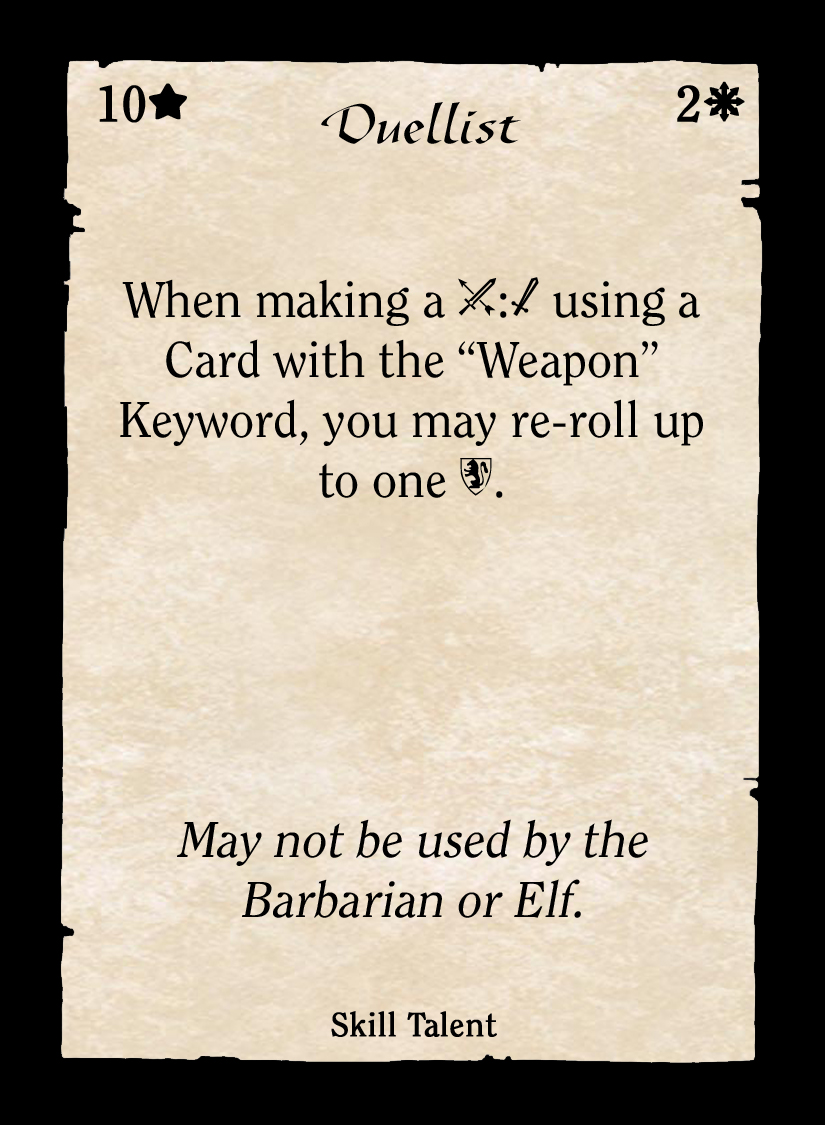 10★ Duellist 2
When making a ⚔: using a
Card with the “Weapon”
Keyword, you may re-roll up
to one .
May not be used by the
Barbarian or Elf.
Skill Talent